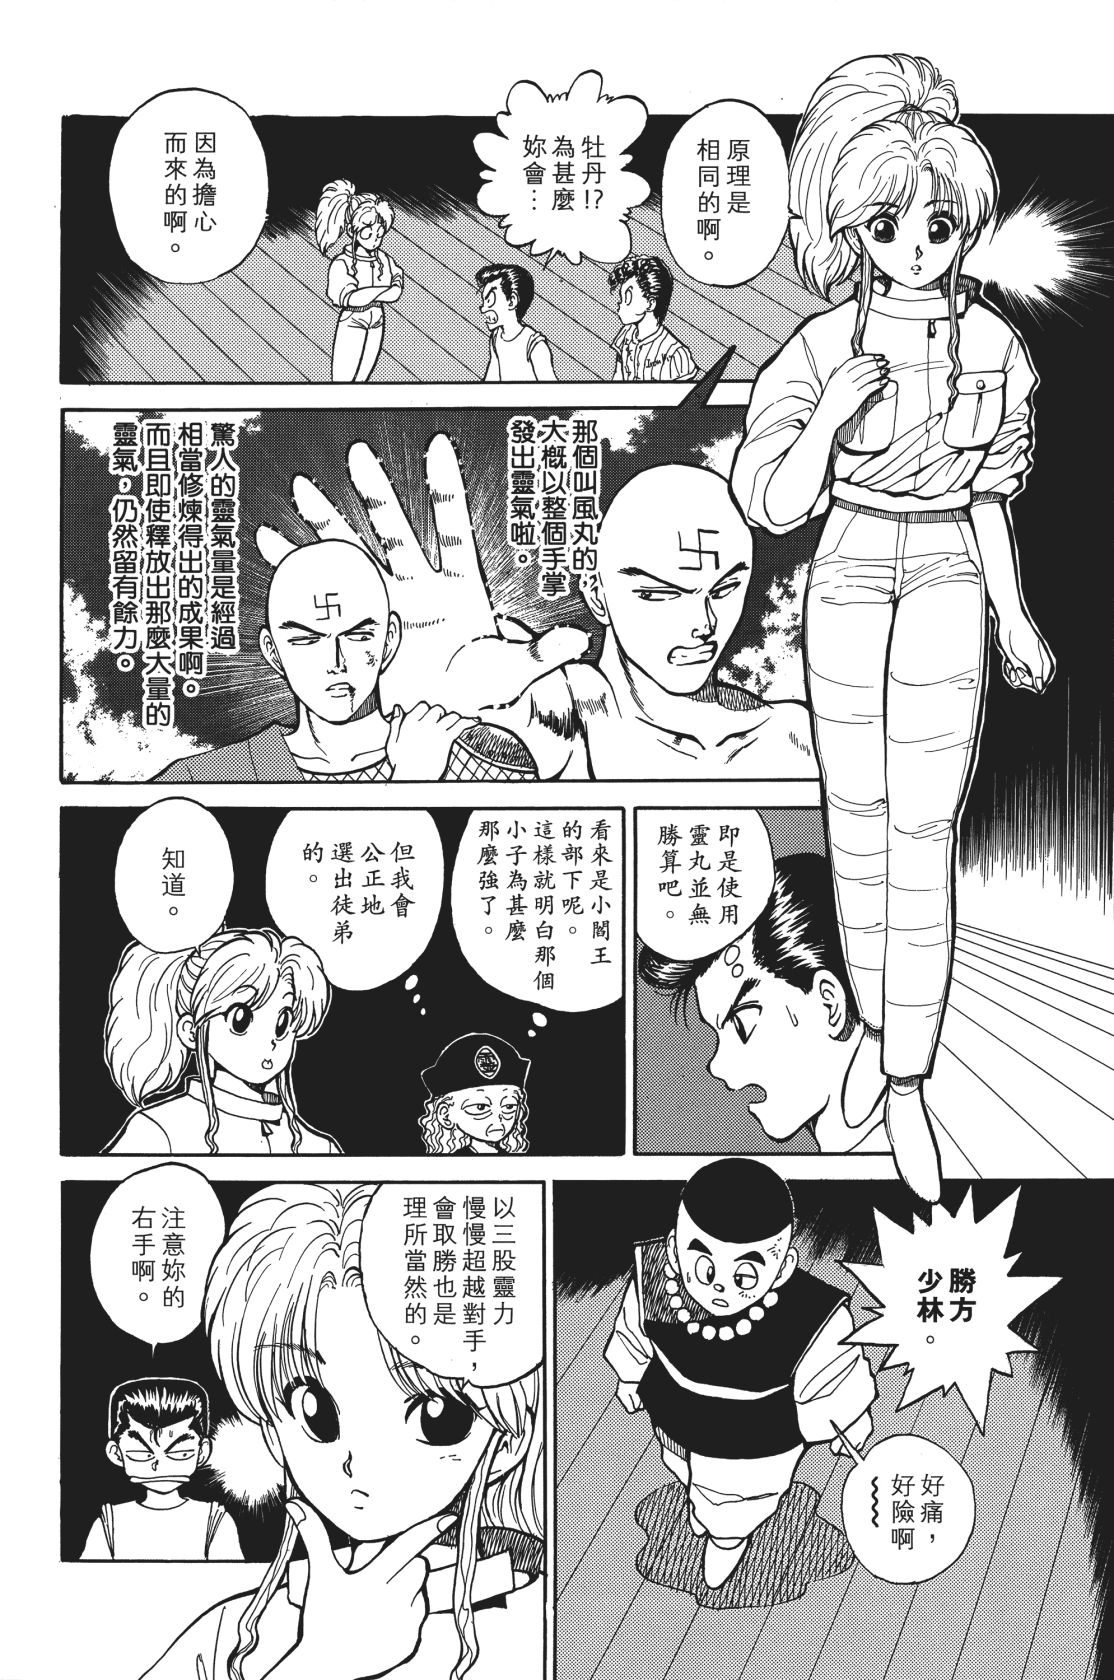 原理是
相同的啊。
牡丹!?
為甚麼
妳會…
因為擔心
而來的啊。
那個叫風丸的,
大概以整個手掌
發出靈氣啦。
驚人的靈氣量是經過
相當修煉得出的成果啊。
而且即使釋放出那麼大量的
靈氣,仍然留有餘力。
即是使用
靈丸並無
勝算吧。
看來是小閻王
的部下呢。
這樣就明白那個
小子為甚麼
那麼強了。
但我會
公正地
選出徒弟
的。
知道。
勝方
少林。
好痛,
好險啊
以三股靈力
慢慢超越對手,
會取勝也是
理所當然的。
注意妳的
右手啊。